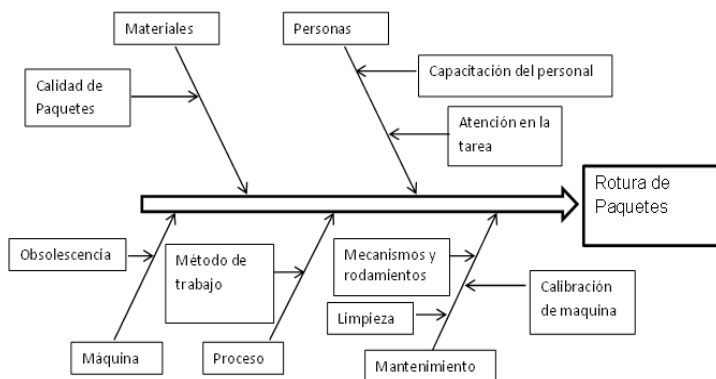 Materiales
Personas
Calidad de
Paquetes
Capacitación del personal
Atención en la
tarea
Rotura de
Paquetes
Obsolescencia
Método de
trabajo
Mecanismos y
rodamientos
Calibración
de maquina
Limpieza
Máquina
Proceso
Mantenimiento